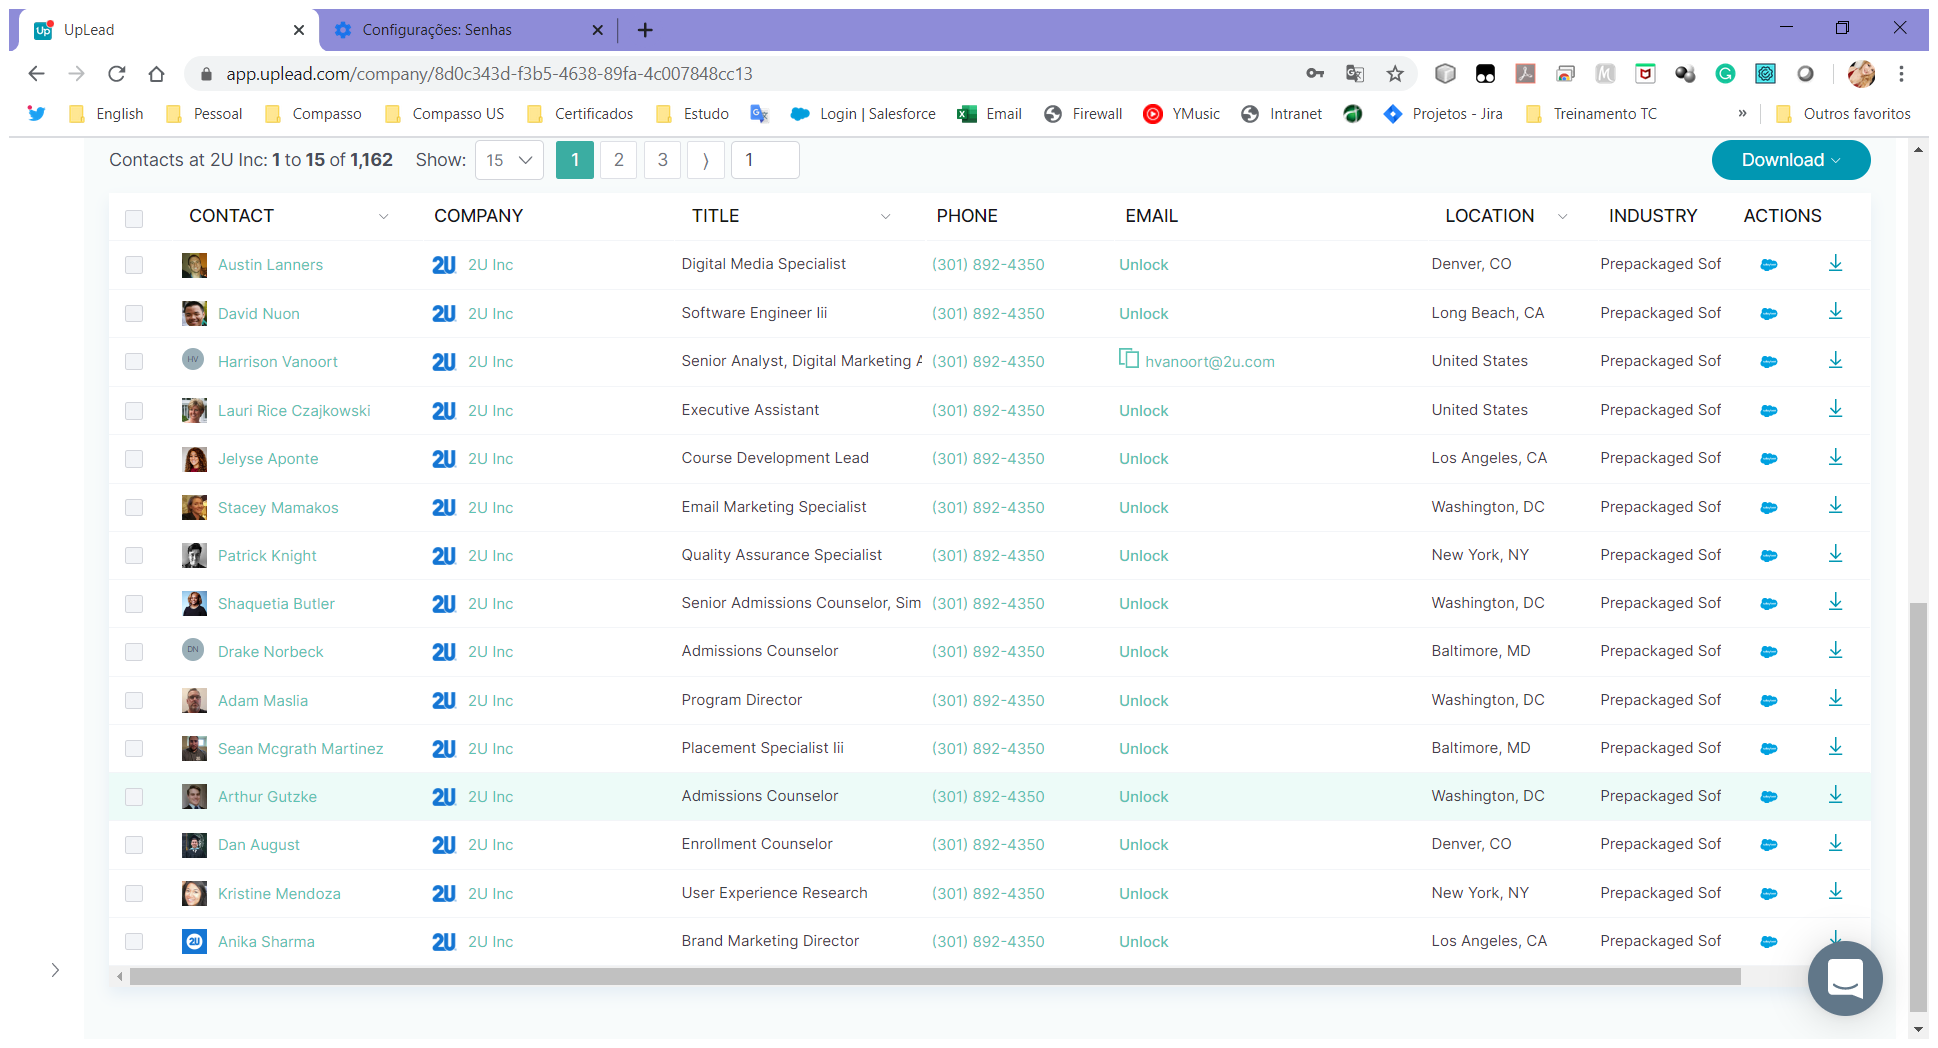 Up UpLead Configurações: Senhas
app.uplead.com/company/8d0c343d-f3b5-4638-89fa-4c007848cc13
English Pessoal Compasso Compasso US Certificados Estudo Login | Salesforce Email Firewall YMusic Intranet Projetos - Jira Treinamento TC » Outros favoritos
Contacts at 2U Inc: 1 to 15 of 1,162 Show: 15 1 2 3 1 Download
CONTACT COMPANY TITLE PHONE EMAIL LOCATION INDUSTRY ACTIONS
Austin Lanners 2U 2U Inc Digital Media Specialist (301) 892-4350 Unlock Denver, CO Prepackaged Sof
David Nuon 2U 2U Inc Software Engineer Iii (301) 892-4350 Unlock Long Beach, CA Prepackaged Sof
HV Harrison Vanoort 2U 2U Inc Senior Analyst, Digital Marketing A (301) 892-4350 hvanoort@2u.com United States Prepackaged Sof
Lauri Rice Czajkowski 2U 2U Inc Executive Assistant (301) 892-4350 Unlock United States Prepackaged Sof
Jelyse Aponte 2U 2U Inc Course Development Lead (301) 892-4350 Unlock Los Angeles, CA Prepackaged Sof
Stacey Mamakos 2U 2U Inc Email Marketing Specialist (301) 892-4350 Unlock Washington, DC Prepackaged Sof
Patrick Knight 2U 2U Inc Quality Assurance Specialist (301) 892-4350 Unlock New York, NY Prepackaged Sof
Shaquetia Butler 2U 2U Inc Senior Admissions Counselor, Sim (301) 892-4350 Unlock Washington, DC Prepackaged Sof
DN Drake Norbeck 2U 2U Inc Admissions Counselor (301) 892-4350 Unlock Baltimore, MD Prepackaged Sof
Adam Maslia 2U 2U Inc Program Director (301) 892-4350 Unlock Washington, DC Prepackaged Sof
Sean Mcgrath Martinez 2U 2U Inc Placement Specialist Iii (301) 892-4350 Unlock Baltimore, MD Prepackaged Sof
Arthur Gutzke 2U 2U Inc Admissions Counselor (301) 892-4350 Unlock Washington, DC Prepackaged Sof
Dan August 2U 2U Inc Enrollment Counselor (301) 892-4350 Unlock Denver, CO Prepackaged Sof
Kristine Mendoza 2U 2U Inc User Experience Research (301) 892-4350 Unlock New York, NY Prepackaged Sof
2U Anika Sharma 2U 2U Inc Brand Marketing Director (301) 892-4350 Unlock Los Angeles, CA Prepackaged Sof